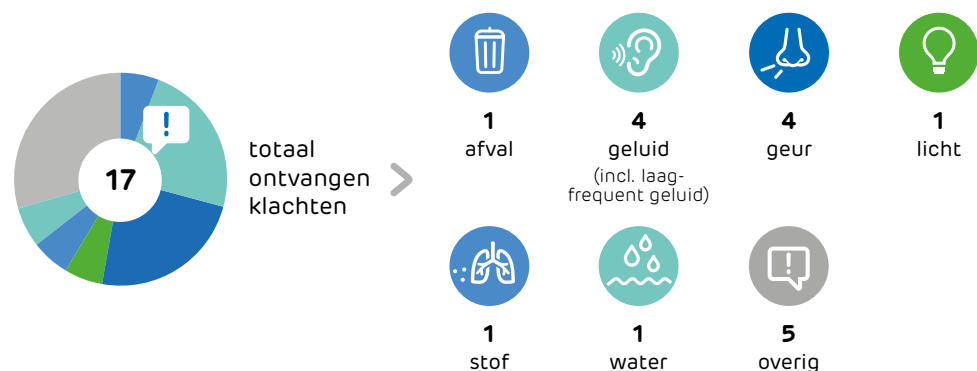 17
totaal
ontvangen
klachten
1
afval
4
geluid
(incl. laag-
frequent geluid)
4
geur
1
licht
1
stof
1
water
5
overig